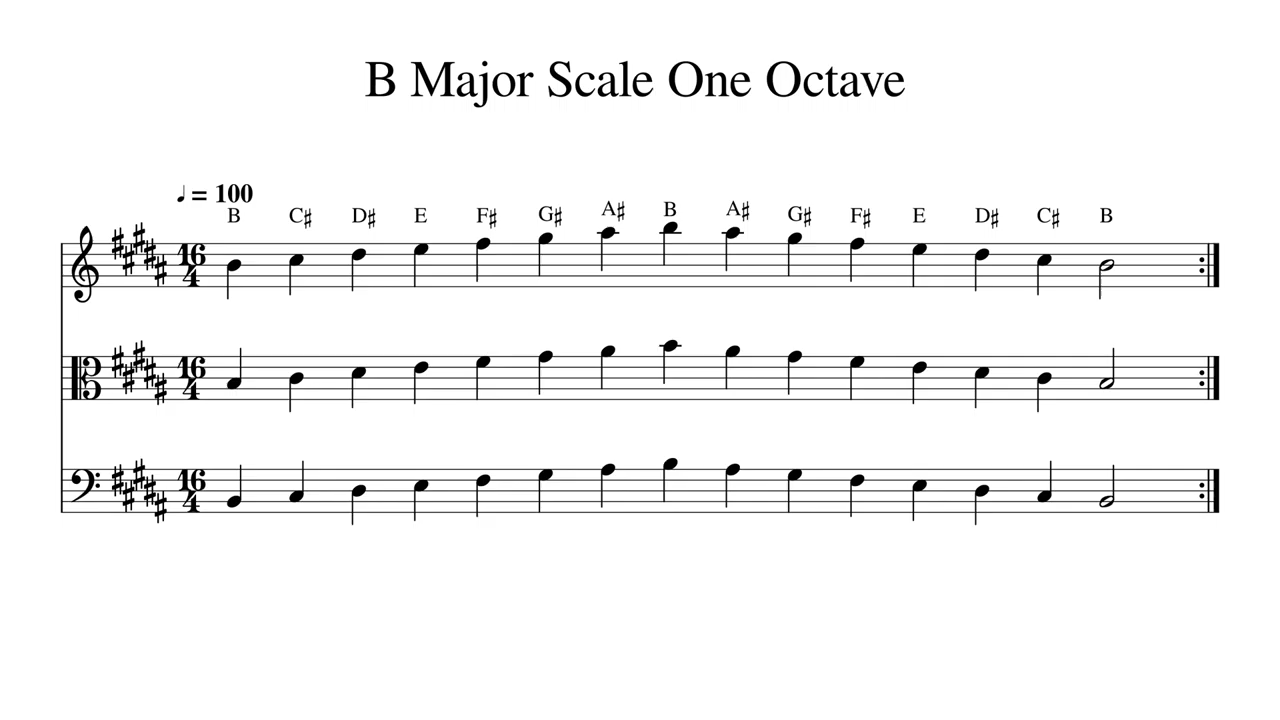 B Major Scale One Octave
♩ = 100
B C♯ D♯ E F♯ G♯ A♯ B A♯ G♯ F♯ E D♯ C♯ B
16
4
16
4
16
4